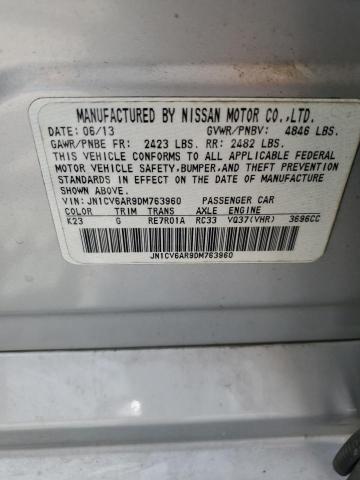 MANUFACTURED BY NISSAN MOTOR CO.,LTD.
DATE: 06/13 GVWR/PNBV: 4846 LBS.
GAWR/PNBE FR: 2423 LBS. RR: 2482 LBS.
THIS VEHICLE CONFORMS TO ALL APPLICABLE FEDERAL
MOTOR VEHICLE SAFETY,BUMPER,AND THEFT PREVENTION
STANDARDS IN EFFECT ON THE DATE OF MANUFACTURE
SHOWN ABOVE.
VIN: JN1CV6AR9DM763960 PASSENGER CAR
COLOR TRIM TRANS AXLE ENGINE
K23 G RE7R01A RC33 VQ37(VHR) 3696CC
JN1CV6AR9DM763960